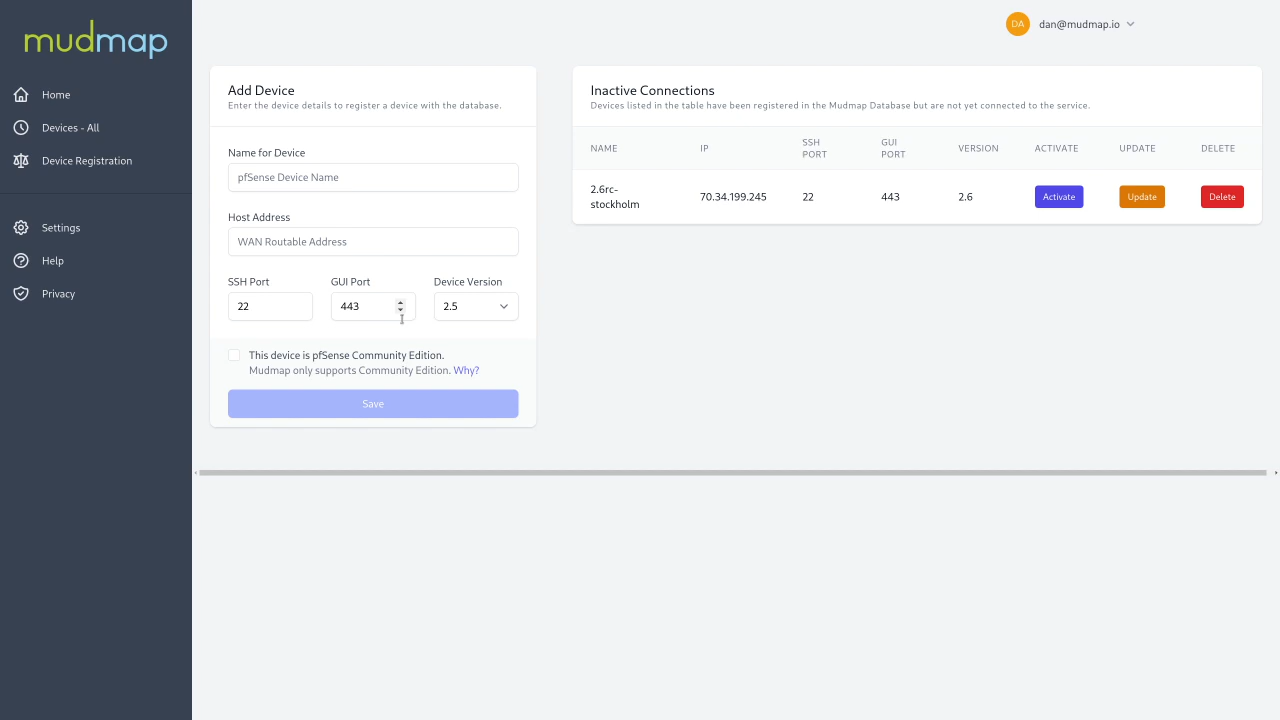 mudmap
Home
Devices - All
Device Registration
Settings
Help
Privacy
DA
dan@mudmap.io
Add Device
Enter the device details to register a device with the database.
Name for Device
pfSense Device Name
Host Address
WAN Routable Address
SSH Port GUI Port Device Version
22 443 2.5
This device is pfSense Community Edition.
Mudmap only supports Community Edition. Why?
Save
Inactive Connections
Devices listed in the table have been registered in the Mudmap Database but are not yet connected to the service.
NAME IP SSH PORT GUI PORT VERSION ACTIVATE UPDATE DELETE
2.6rc-stockholm 70.34.199.245 22 443 2.6 Activate Update Delete